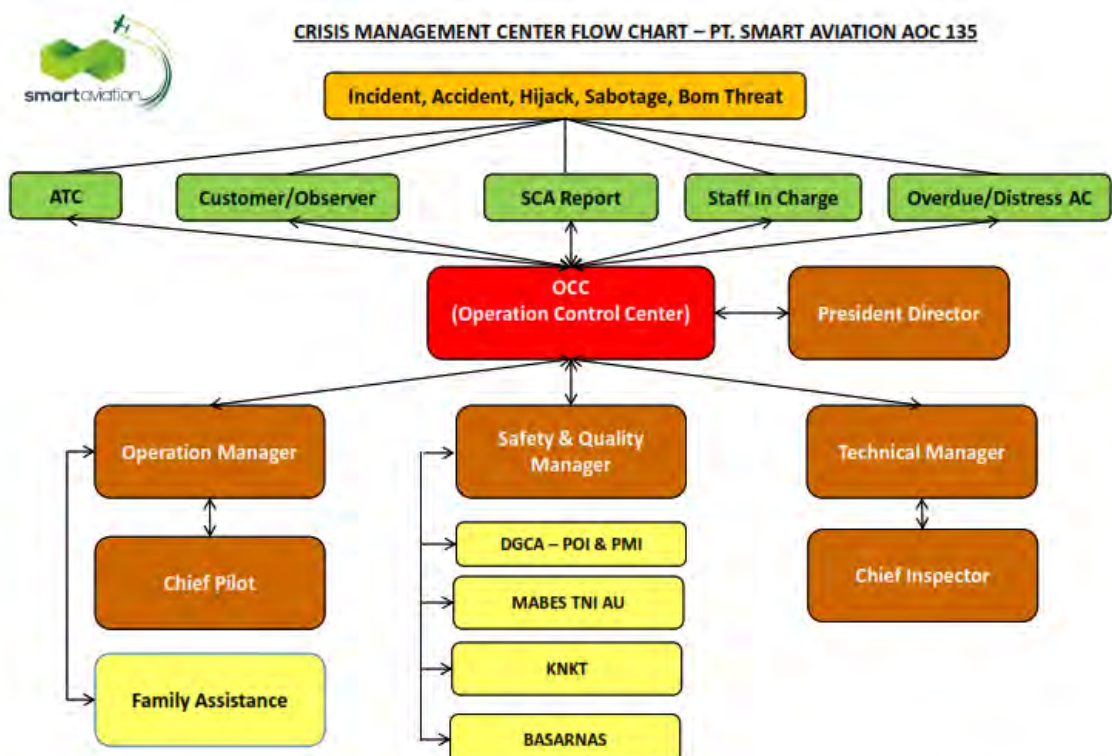 CRISIS MANAGEMENT CENTER FLOW CHART – PT. SMART AVIATION AOC 135
smartaviation
Incident, Accident, Hijack, Sabotage, Bom Threat
ATC
Customer/Observer
SCA Report
Staff In Charge
Overdue/Distress AC
OCC
(Operation Control Center)
President Director
Operation Manager
Safety & Quality
Manager
Technical Manager
DGCA – POI & PMI
Chief Pilot
Chief Inspector
MABES TNI AU
KNKT
Family Assistance
BASARNAS